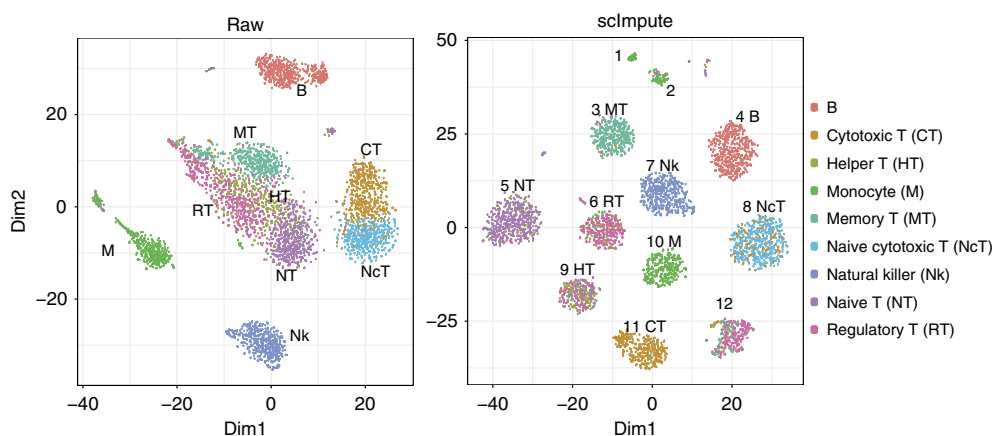 Raw
scImpute
Dim2
20
0
−20
−40
−20
0
20
Dim1
B
MT
CT
HT
RT
M
NT
NcT
Nk
50
25
0
−25
−40
−20
0
20
Dim1
1
2
3 MT
4 B
5 NT
6 RT
7 Nk
8 NcT
9 HT
10 M
11 CT
12
B
Cytotoxic T (CT)
Helper T (HT)
Monocyte (M)
Memory T (MT)
Naive cytotoxic T (NcT)
Natural killer (Nk)
Naive T (NT)
Regulatory T (RT)